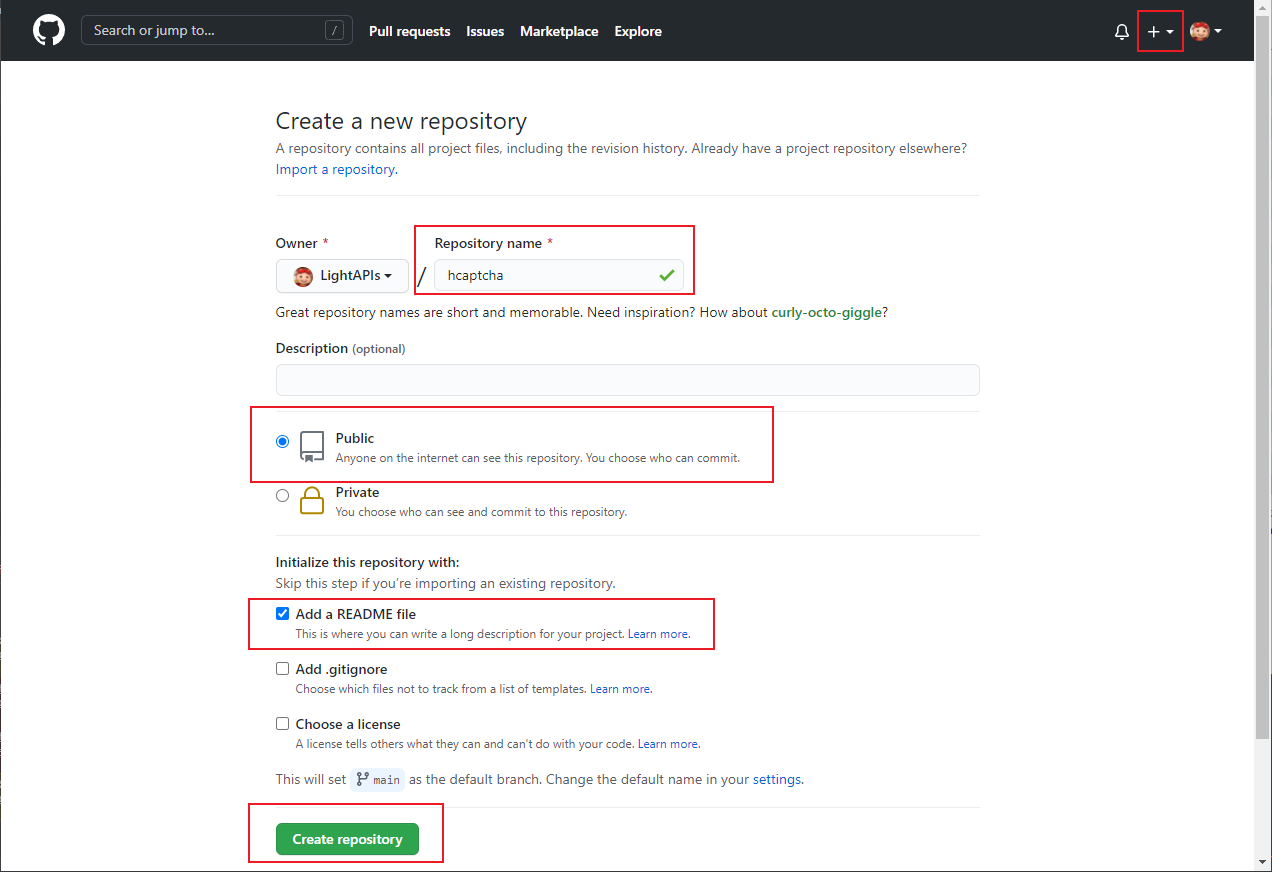 Search or jump to... / Pull requests Issues Marketplace Explore
Create a new repository
A repository contains all project files, including the revision history. Already have a project repository elsewhere?
Import a repository.
Owner * Repository name *
LightAPIs / hcaptcha
Great repository names are short and memorable. Need inspiration? How about curly-octo-giggle?
Description (optional)
Public
Anyone on the internet can see this repository. You choose who can commit.
Private
You choose who can see and commit to this repository.
Initialize this repository with:
Skip this step if you're importing an existing repository.
Add a README file
This is where you can write a long description for your project. Learn more.
Add .gitignore
Choose which files not to track from a list of templates. Learn more.
Choose a license
A license tells others what they can and can't do with your code. Learn more.
This will set main as the default branch. Change the default name in your settings.
Create repository